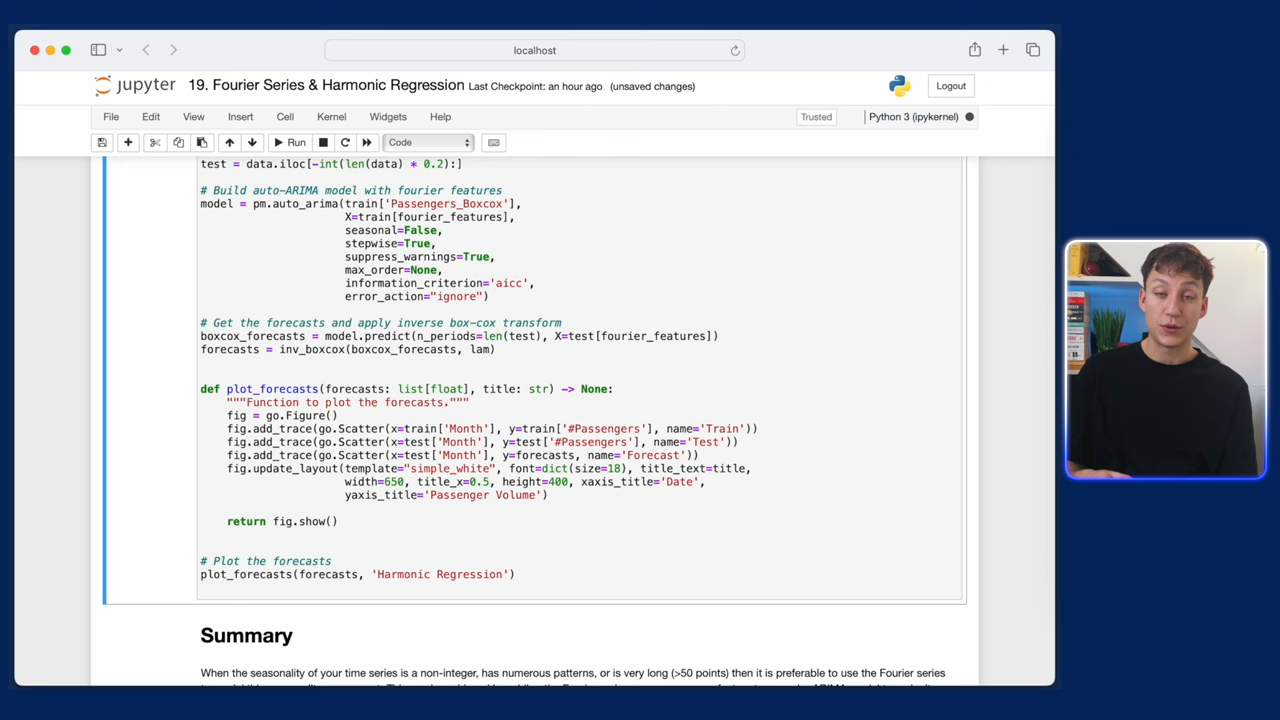 localhost
jupyter 19. Fourier Series & Harmonic Regression Last Checkpoint: an hour ago (unsaved changes) Logout
File Edit View Insert Cell Kernel Widgets Help Trusted Python 3 (ipykernel)
Run Code
test = data.iloc[-int(len(data) * 0.2):]
# Build auto-ARIMA model with fourier features
model = pm.auto_arima(train['Passengers_Boxcox'],
X=train[fourier_features],
seasonal=False,
stepwise=True,
suppress_warnings=True,
max_order=None,
information_criterion='aicc',
error_action="ignore")
# Get the forecasts and apply inverse box-cox transform
boxcox_forecasts = model.predict(n_periods=len(test), X=test[fourier_features])
forecasts = inv_boxcox(boxcox_forecasts, lam)
def plot_forecasts(forecasts: list[float], title: str) -> None:
"""Function to plot the forecasts."""
fig = go.Figure()
fig.add_trace(go.Scatter(x=train['Month'], y=train['#Passengers'], name='Train'))
fig.add_trace(go.Scatter(x=test['Month'], y=test['#Passengers'], name='Test'))
fig.add_trace(go.Scatter(x=test['Month'], y=forecasts, name='Forecast'))
fig.update_layout(template="simple_white", font=dict(size=18), title_text=title,
width=650, title_x=0.5, height=400, xaxis_title='Date',
yaxis_title='Passenger Volume')
return fig.show()
# Plot the forecasts
plot_forecasts(forecasts, 'Harmonic Regression')
Summary
When the seasonality of your time series is a non-integer, has numerous patterns, or is very long (>50 points) then it is preferable to use the Fourier series